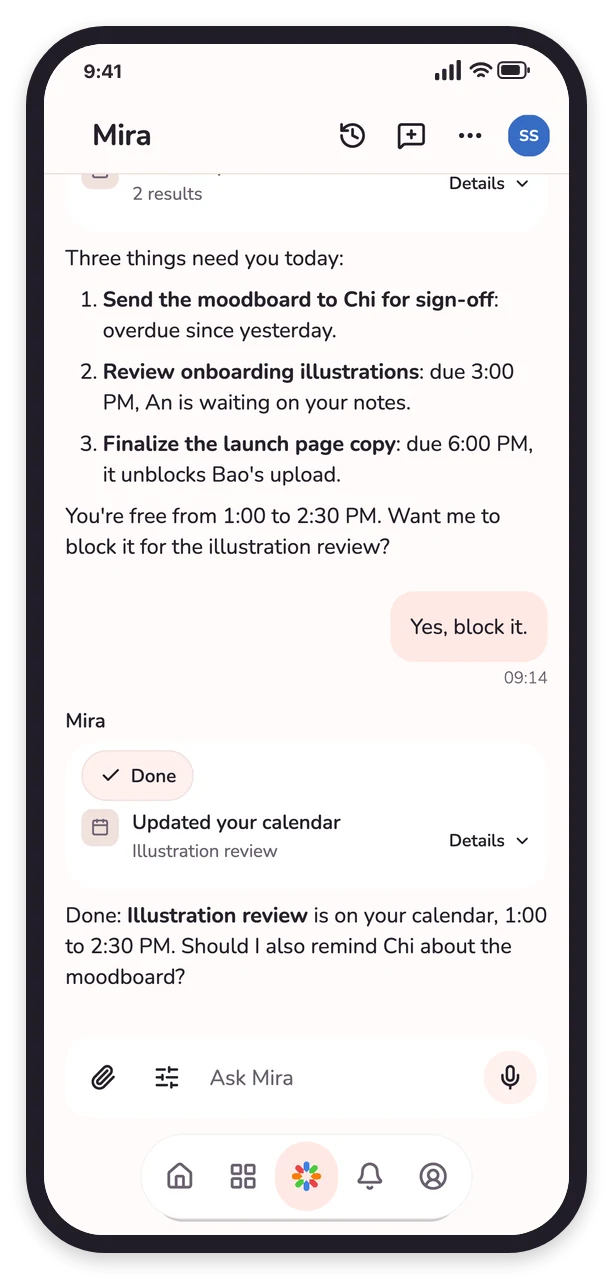 9:41
Mira
SS
2 results
Details
Three things need you today:
1. Send the moodboard to Chi for sign-off:
overdue since yesterday.
2. Review onboarding illustrations: due 3:00
PM, An is waiting on your notes.
3. Finalize the launch page copy: due 6:00 PM,
it unblocks Bao's upload.
You're free from 1:00 to 2:30 PM. Want me to
block it for the illustration review?
Yes, block it.
09:14
Mira
Done
Updated your calendar
Illustration review
Details
Done: Illustration review is on your calendar, 1:00
to 2:30 PM. Should I also remind Chi about the
moodboard?
Ask Mira